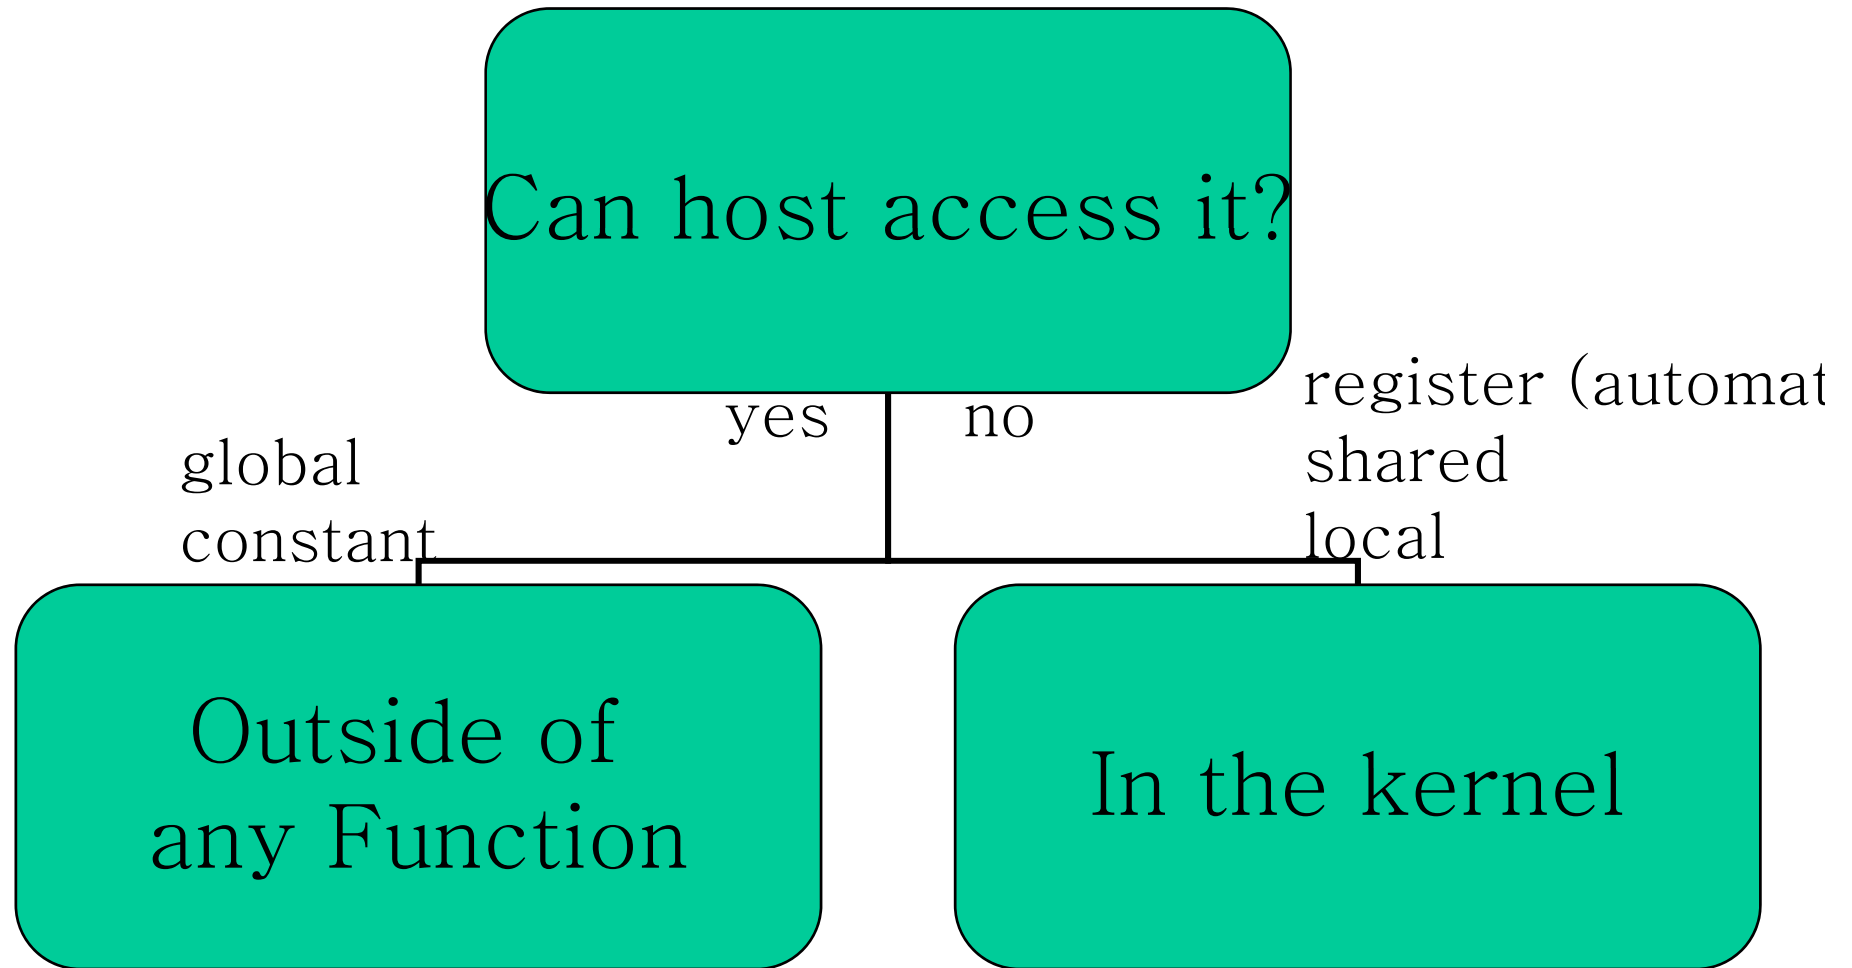 Can host access it?
yes no
global
constant
register (automat
shared
local
Outside of
any Function
In the kernel